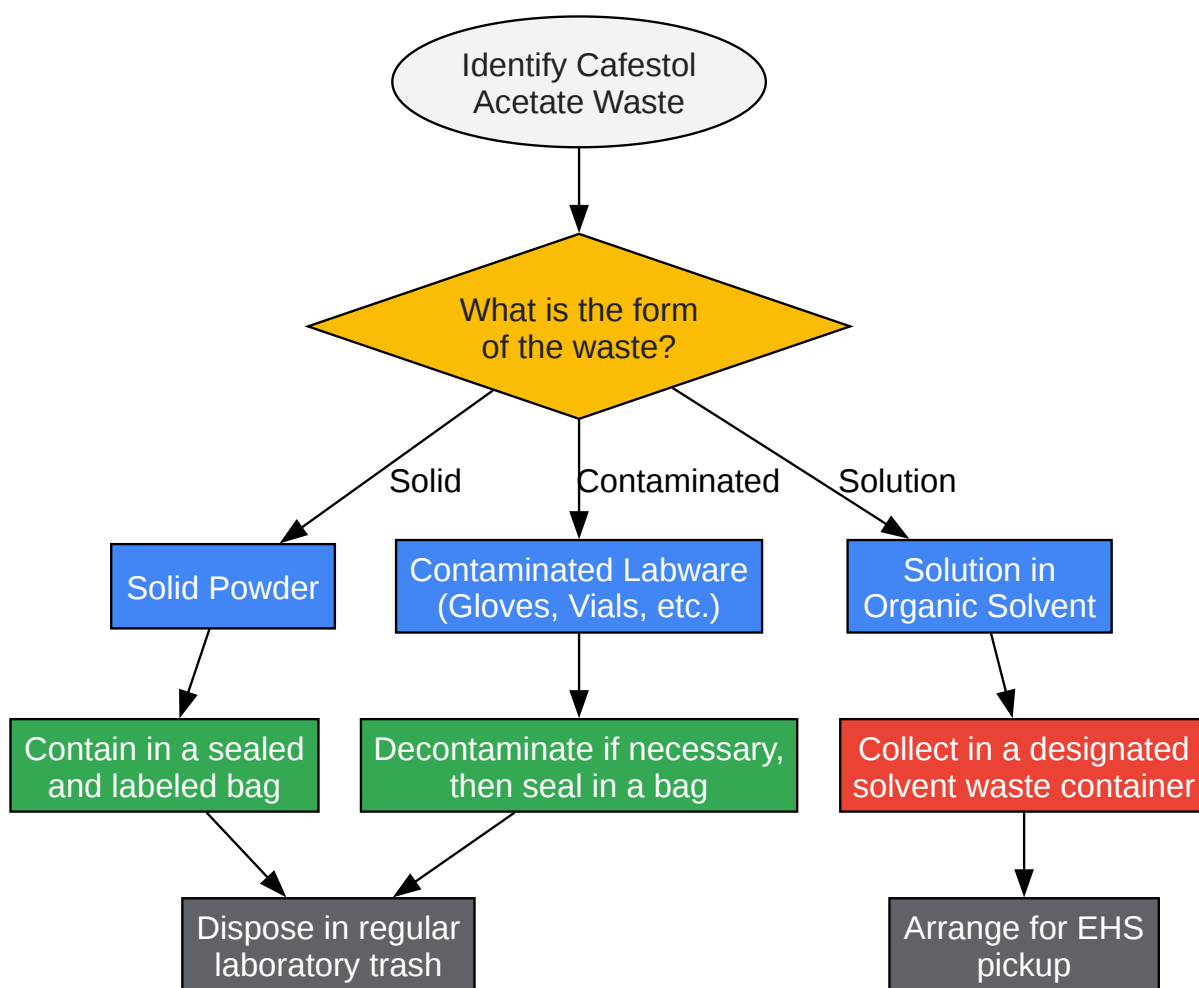 Identify Cafestol
Acetate Waste
What is the form
of the waste?
Solid
Contaminated
Solution
Solid Powder
Contaminated Labware
(Gloves, Vials, etc.)
Solution in
Organic Solvent
Contain in a sealed
and labeled bag
Decontaminate if necessary,
then seal in a bag
Collect in a designated
solvent waste container
Dispose in regular
laboratory trash
Arrange for EHS
pickup